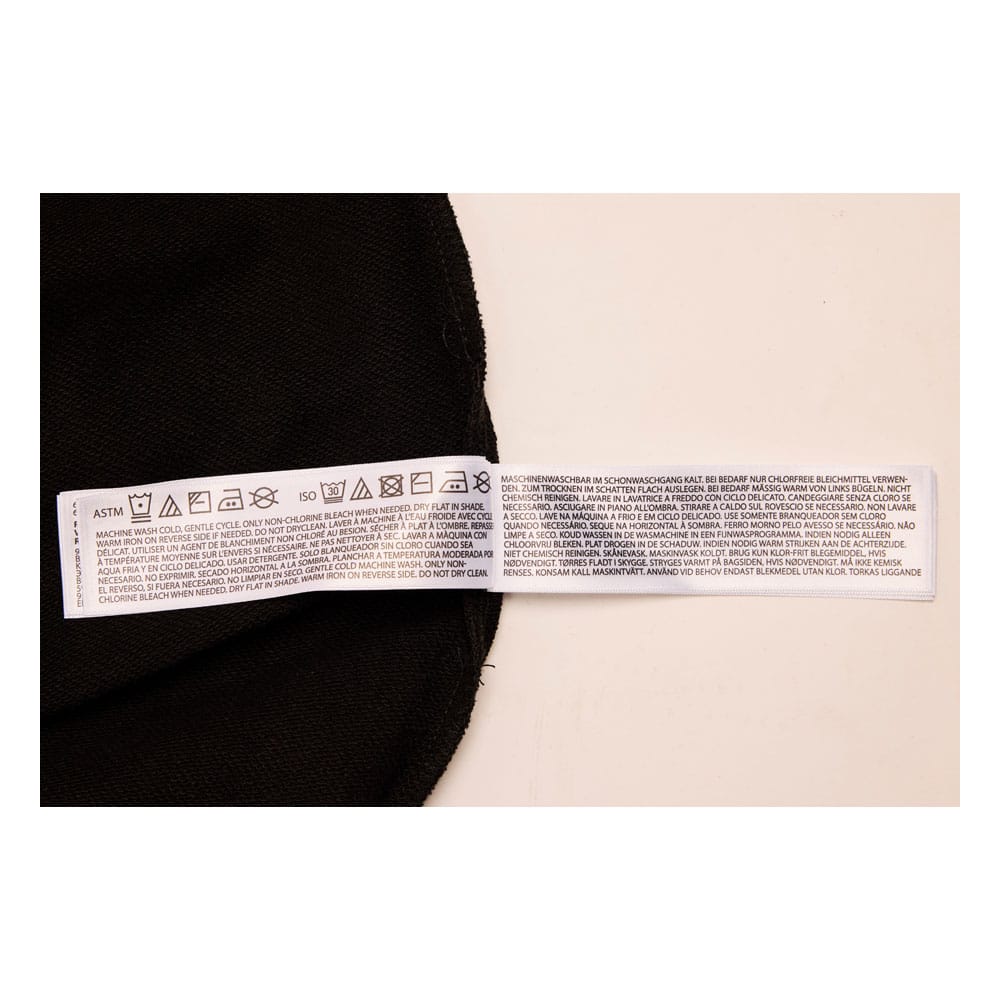 ASTM
ISO 30
MACHINE WASH COLD, GENTLE CYCLE. ONLY NON-CHLORINE BLEACH WHEN NEEDED. DRY FLAT IN SHADE.
WARM IRON ON REVERSE SIDE IF NEEDED. DO NOT DRYCLEAN. LAVER À MACHINE À L'EAU FROIDE AVEC CYCLE
DÉLICAT. UTILISER UN AGENT DE BLANCHIMENT NON CHLORÉ AU BESION. SÉCHER À PLAT À L'OMBRE. REPASSE
À TEMPÉRATURE MOYENNE SUR L'ENVERS SI NÉCESSAIRE. NE PAS NETTOYER À SEC. LAVAR A MÁQUINA CON
AQUA FRIA Y EN CICLO DELICADO. USAR DETERGENTE. SOLO BLANQUEADOR SIN CLORO CUANDO SEA
NECESARIO. NO EXPRIMIR. SECADO HORIZONTAL A LA SOMBRA. PLANCHAR A TEMPERATURA MODERADA POR
EL REVERSO, SI FUERA NECESARIO. NO LIMPIAR EN SECO. GENTLE COLD MACHINE WASH. ONLY NON-
CHLORINE BLEACH WHEN NEEDED. DRY FLAT IN SHADE. WARM IRON ON REVERSE SIDE. DO NOT DRY CLEAN.
MASCHINENWASCHBAR IM SCHONWASCHGANG KALT. BEI BEDARF NUR CHLORFREIE BLEICHMITTEL VERWEN-
DEN. ZUM TROCKNEN IM SCHATTEN FLACH AUSLEGEN. BEI BEDARF MÄSSIG WARM VON LINKS BÜGELN. NICHT
CHEMISCH REINIGEN. LAVARE IN LAVATRICE A FREDDO CON CICLO DELICATO. CANDEGGIARE SENZA CLORO SE
NECESSARIO. ASCIUGARE IN PIANO ALL'OMBRA. STIRARE A CALDO SUL ROVESCIO SE NECESSARIO. NON LAVARE
A SECCO. LAVE NA MÁQUINA A FRIO E EM CICLO DELICADO. USE SOMENTE BRANQUEADOR SEM CLORO
QUANDO NECESSÁRIO. SEQUE NA HORIZONTAL À SOMBRA. FERRO MORNO PELO AVESSO SE NECESSÁRIO. NÃO
LIMPE A SECO. KOUD WASSEN IN DE WASMACHINE IN EEN FIJNWASPROGRAMMA. INDIEN NODIG ALLEEN
CHLOORVRIJ BLEKEN. PLAT DROGEN IN DE SCHADUW. INDIEN NODIG WARM STRIJKEN AAN DE ACHTERZIJDE.
NIET CHEMISCH REINIGEN. SKÅNEVASK. MASKINVASK KOLDT. BRUG KUN KLOR-FRIT BLEGEMIDDEL, HVIS
NØDVENDIGT. TØRRES FLADT I SKYGGE. STRYGES VARMT PÅ BAGSIDEN, HVIS NØDVENDIGT. MÅ IKKE KEMISK
RENSES. KONSAM KALL MASKINTVÄTT. ANVÄND VID BEHOV ENDAST BLEKMEDEL UTAN KLOR. TORKAS LIGGANDE